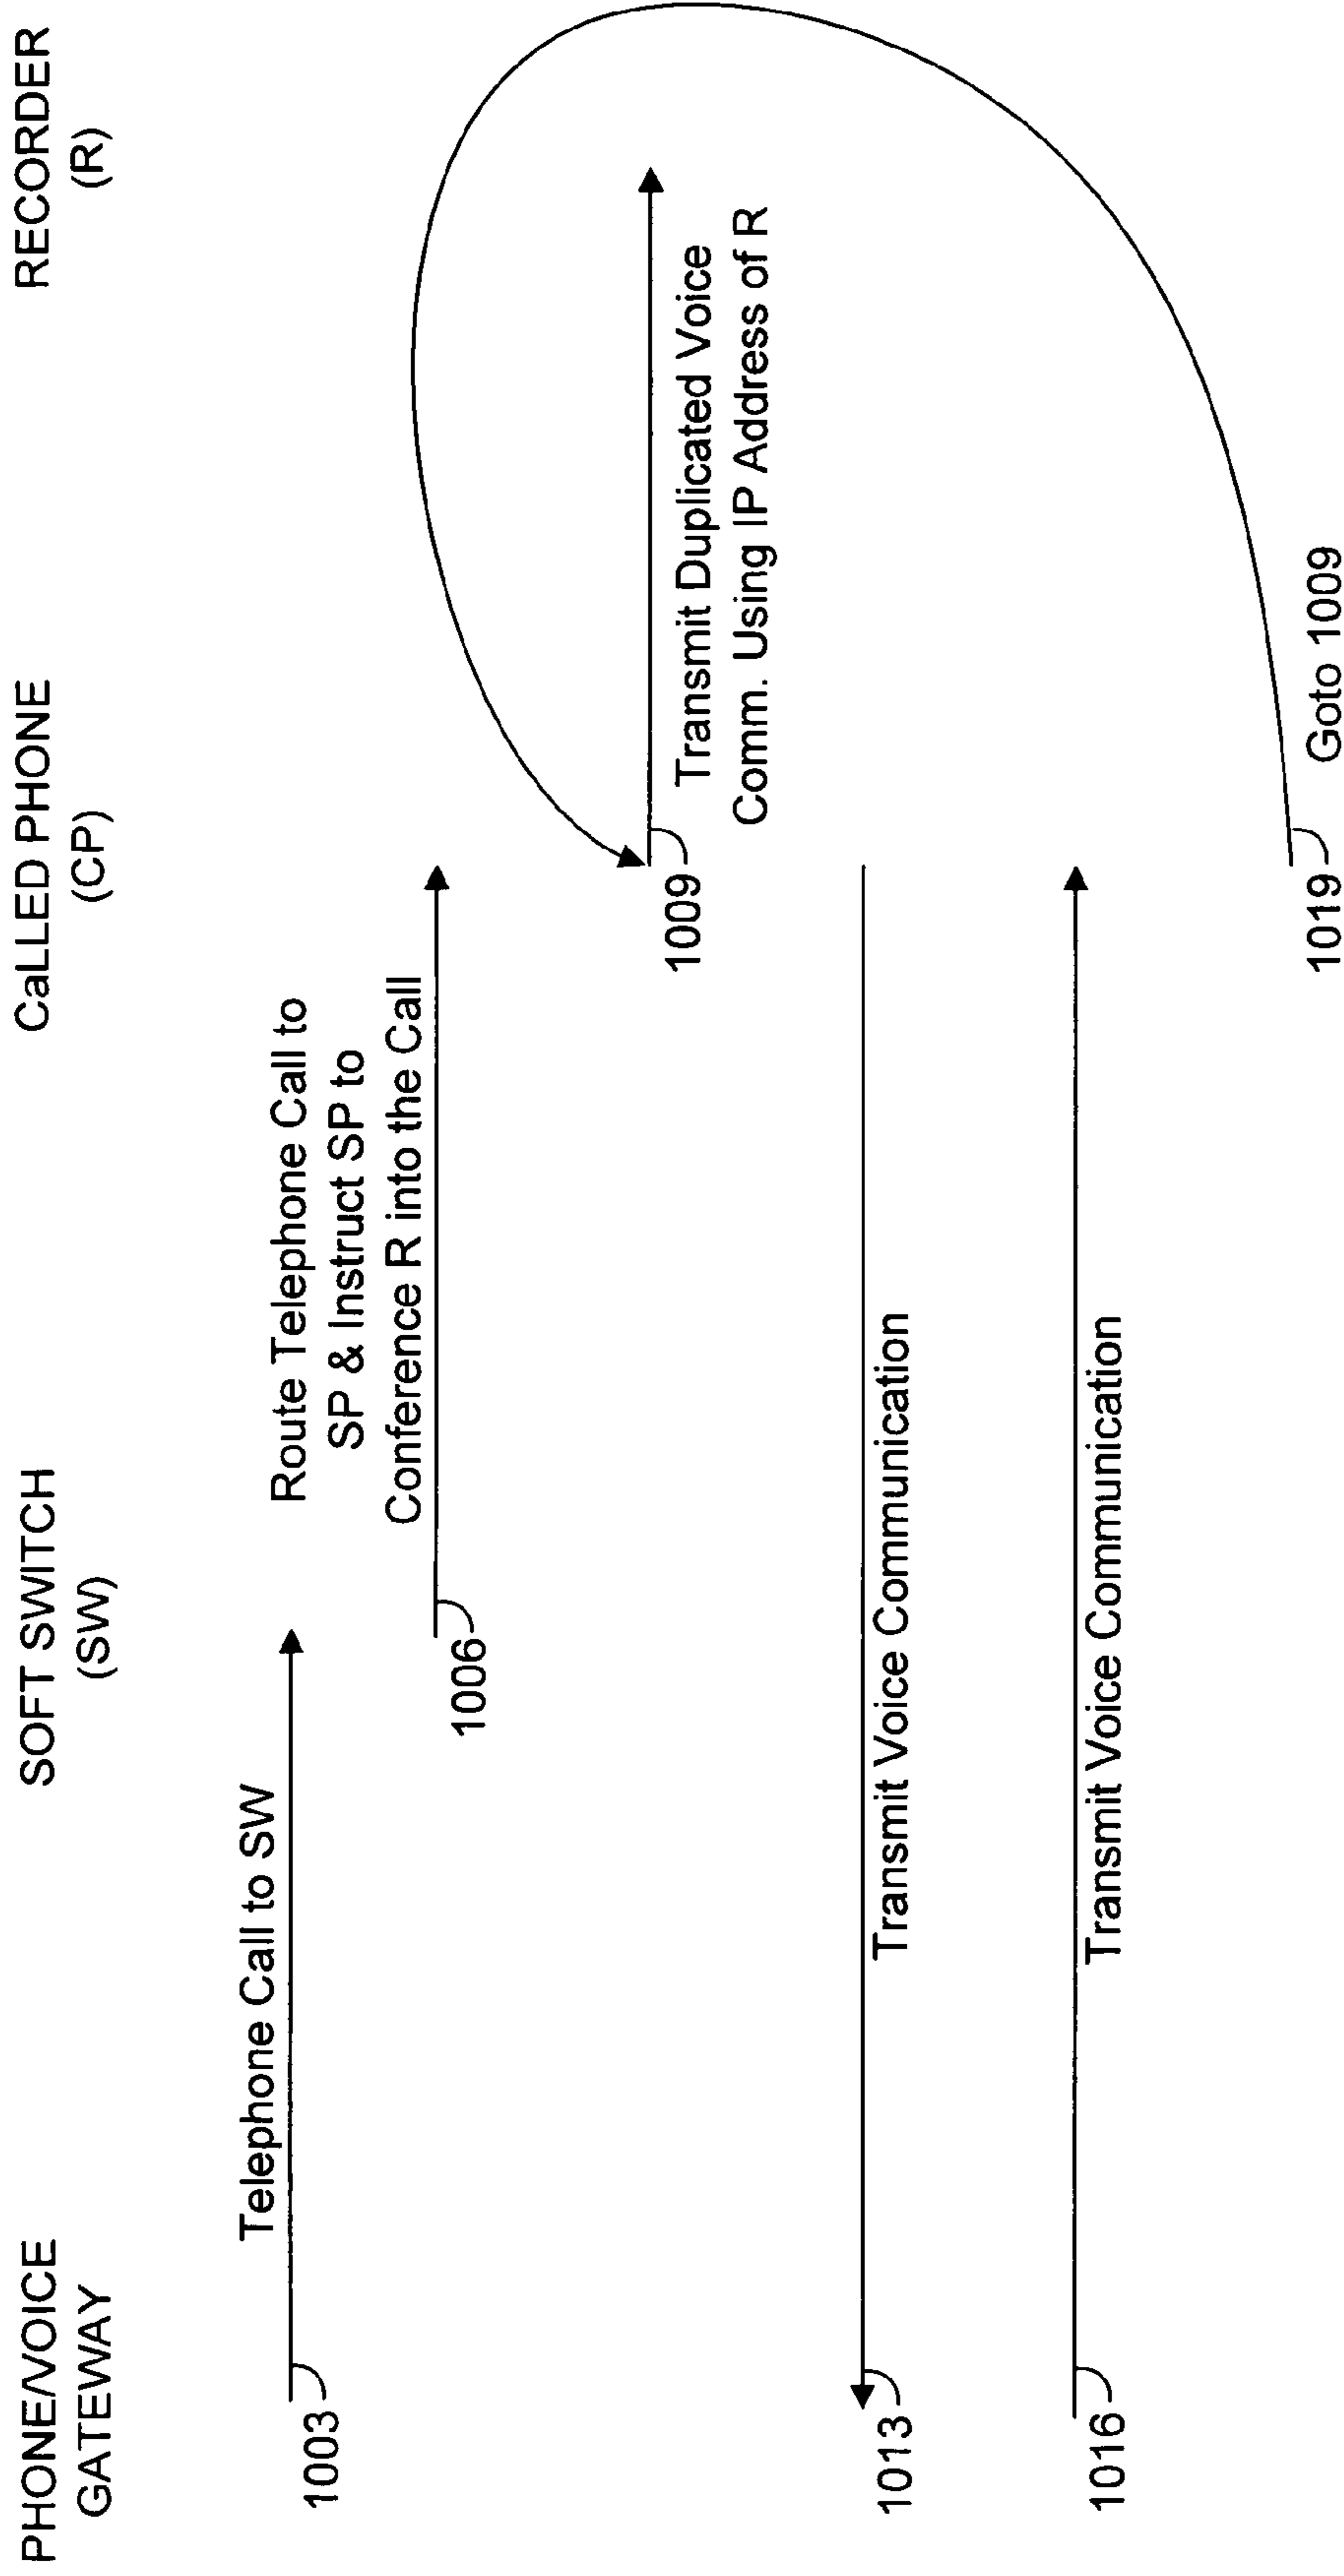 PHONE/VOICE
GATEWAY
SOFT SWITCH
(SW)
CaLLED PHONE
(CP)
RECORDER
(R)
Telephone Call to SW
1003
Route Telephone Call to
SP & Instruct SP to
Conference R into the Call
1006
1009
Transmit Duplicated Voice
Comm. Using IP Address of R
1013
Transmit Voice Communication
1016
Transmit Voice Communication
1019
Goto 1009